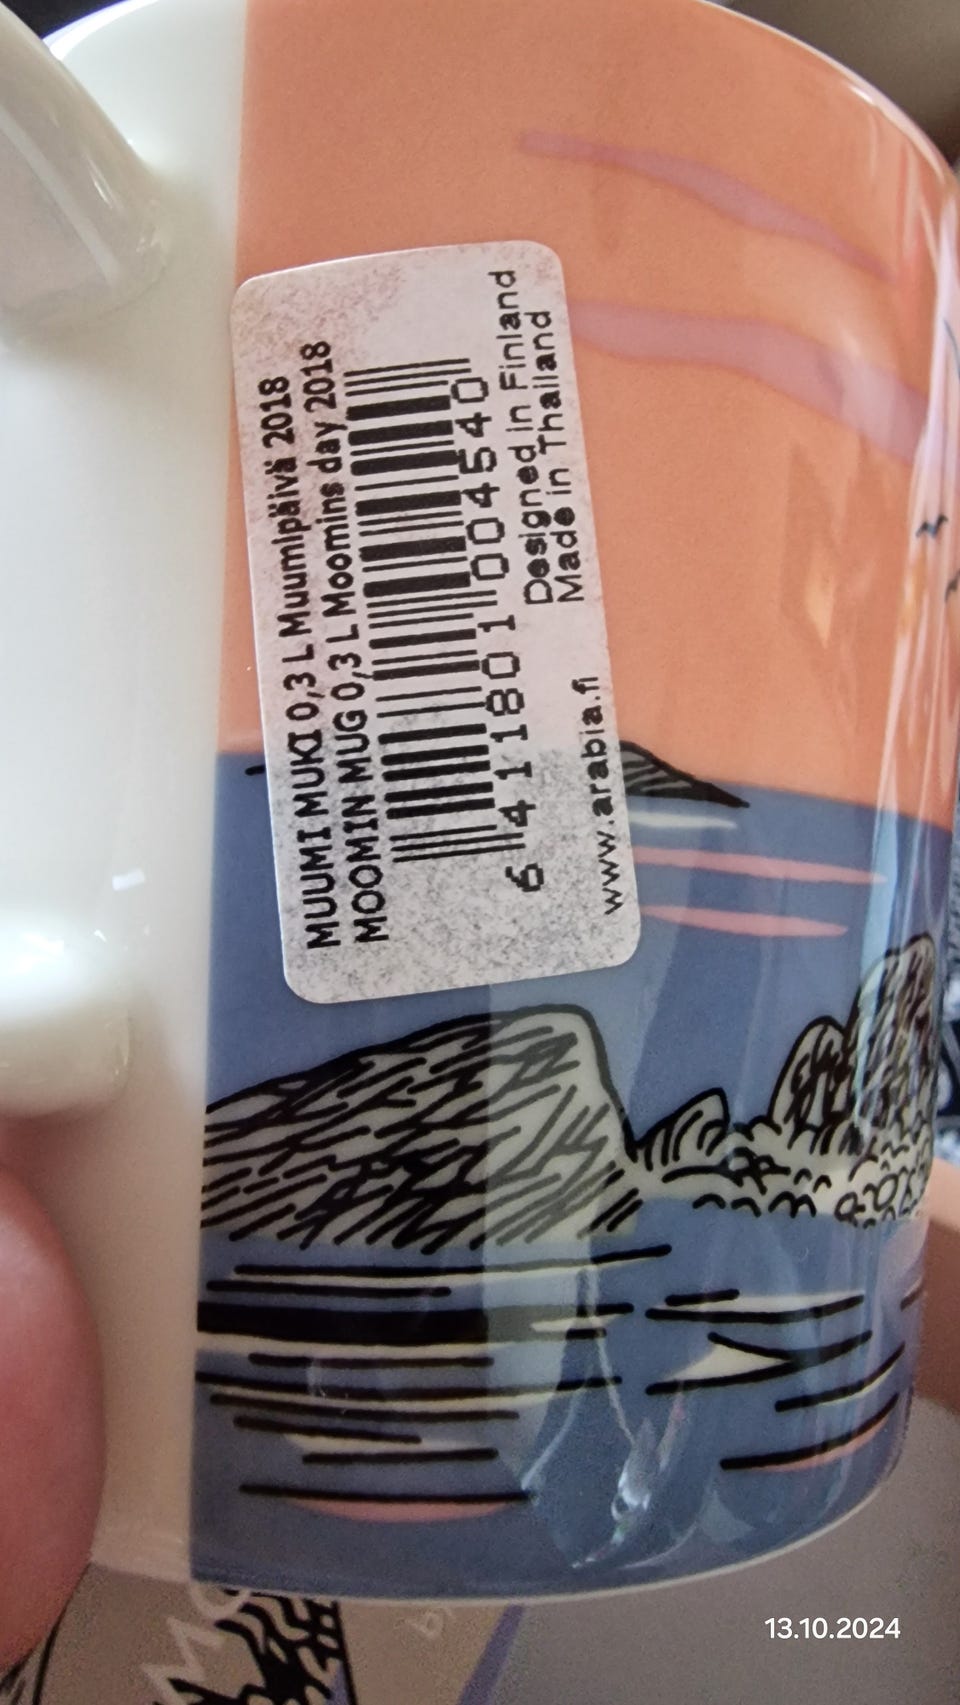 MUUMI MUKI 0,3 L Muumipäivä 2018
MOOMIN MUG 0,3 L Moomins day 2018
6 411801 004540
Designed in Finland
www.arabia.fi Made in Thailand
13.10.2024